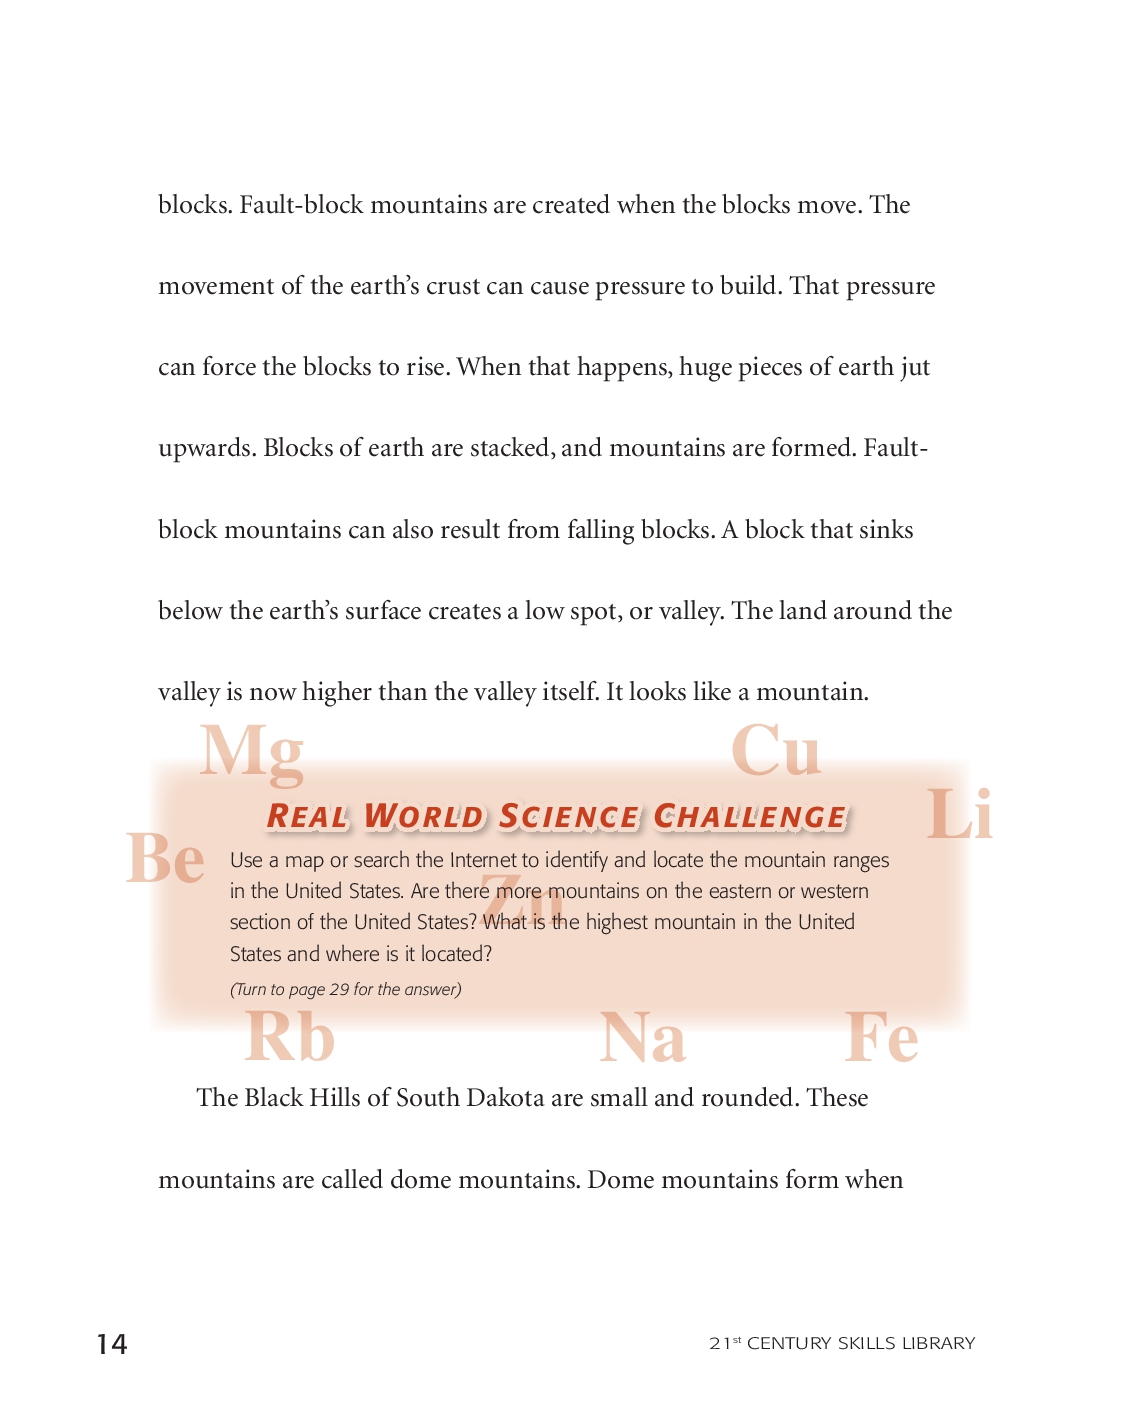 blocks. Fault-block mountains are created when the blocks move. The
movement of the earth’s crust can cause pressure to build. That pressure
can force the blocks to rise. When that happens, huge pieces of earth jut
upwards. Blocks of earth are stacked, and mountains are formed. Fault-
block mountains can also result from falling blocks. A block that sinks
below the earth’s surface creates a low spot, or valley. The land around the
valley is now higher than the valley itself. It looks like a mountain.
Mg
Cu
Li
Be
Zn
REAL WORLD SCIENCE CHALLENGE
Use a map or search the Internet to identify and locate the mountain ranges
in the United States. Are there more mountains on the eastern or western
section of the United States? What is the highest mountain in the United
States and where is it located?
(Turn to page 29 for the answer)
Rb
Na
Fe
The Black Hills of South Dakota are small and rounded. These
mountains are called dome mountains. Dome mountains form when
14
21st CENTURY SKILLS LIBRARY